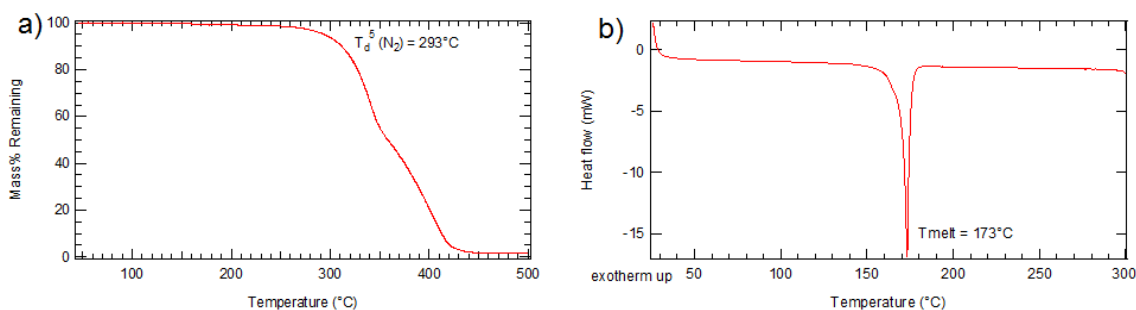 a)
100
80
60
40
20
0
Mass% Remaining
T_d^5 (N₂) = 293°C
100
200
300
400
500
Temperature (°C)
b)
0
-5
-10
-15
Heat flow (mW)
Tmelt = 173°C
exotherm up
50
100
150
200
250
300
Temperature (°C)